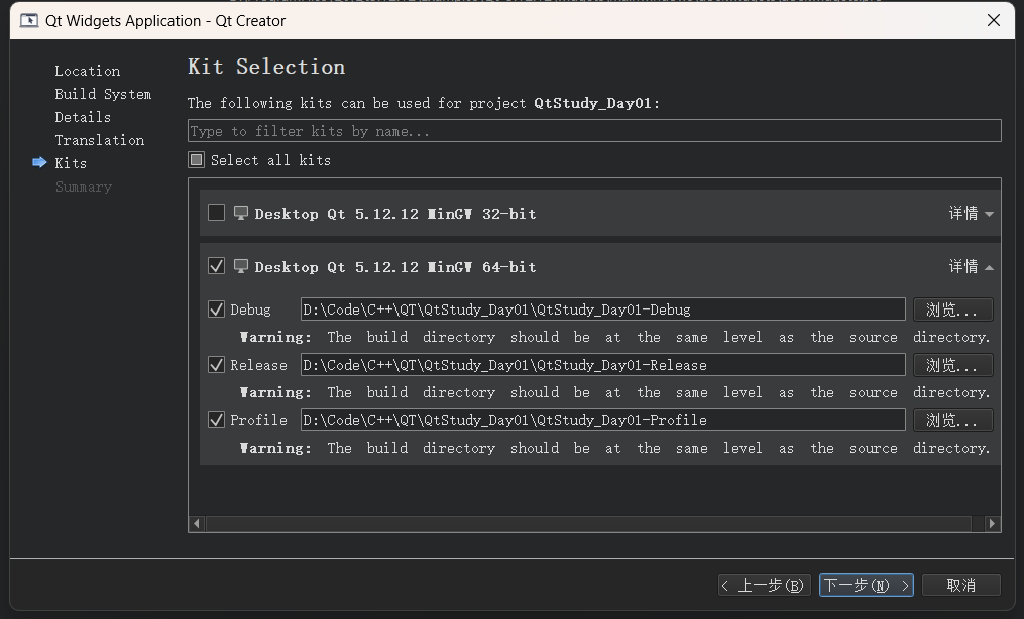 Qt Widgets Application - Qt Creator
Location
Build System
Details
Translation
Kits
Summary
Kit Selection
The following kits can be used for project QtStudy_Day01:
Type to filter kits by name...
Select all kits
Desktop Qt 5.12.12 MinGW 32-bit 详情
Desktop Qt 5.12.12 MinGW 64-bit 详情
Debug D:\Code\C++\QT\QtStudy_Day01\QtStudy_Day01-Debug 浏览...
Warning: The build directory should be at the same level as the source directory.
Release D:\Code\C++\QT\QtStudy_Day01\QtStudy_Day01-Release 浏览...
Warning: The build directory should be at the same level as the source directory.
Profile D:\Code\C++\QT\QtStudy_Day01\QtStudy_Day01-Profile 浏览...
Warning: The build directory should be at the same level as the source directory.
< 上一步(B) 下一步(N) > 取消